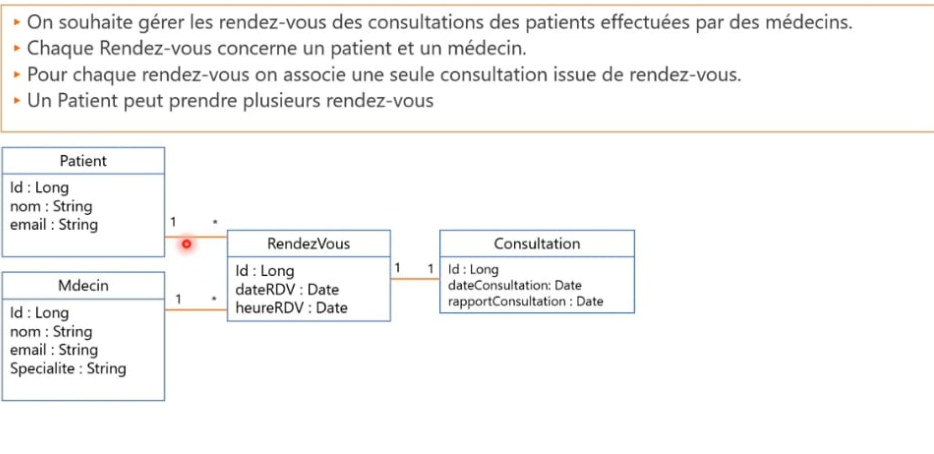 ▸ On souhaite gérer les rendez-vous des consultations des patients effectuées par des médecins.
▸ Chaque Rendez-vous concerne un patient et un médecin.
▸ Pour chaque rendez-vous on associe une seule consultation issue de rendez-vous.
▸ Un Patient peut prendre plusieurs rendez-vous
Patient
Id : Long
nom : String
email : String
1 *
Mdecin
Id : Long
nom : String
email : String
Specialite : String
1 *
RendezVous
Id : Long
dateRDV : Date
heureRDV : Date
1 1
Consultation
Id : Long
dateConsultation: Date
rapportConsultation : Date